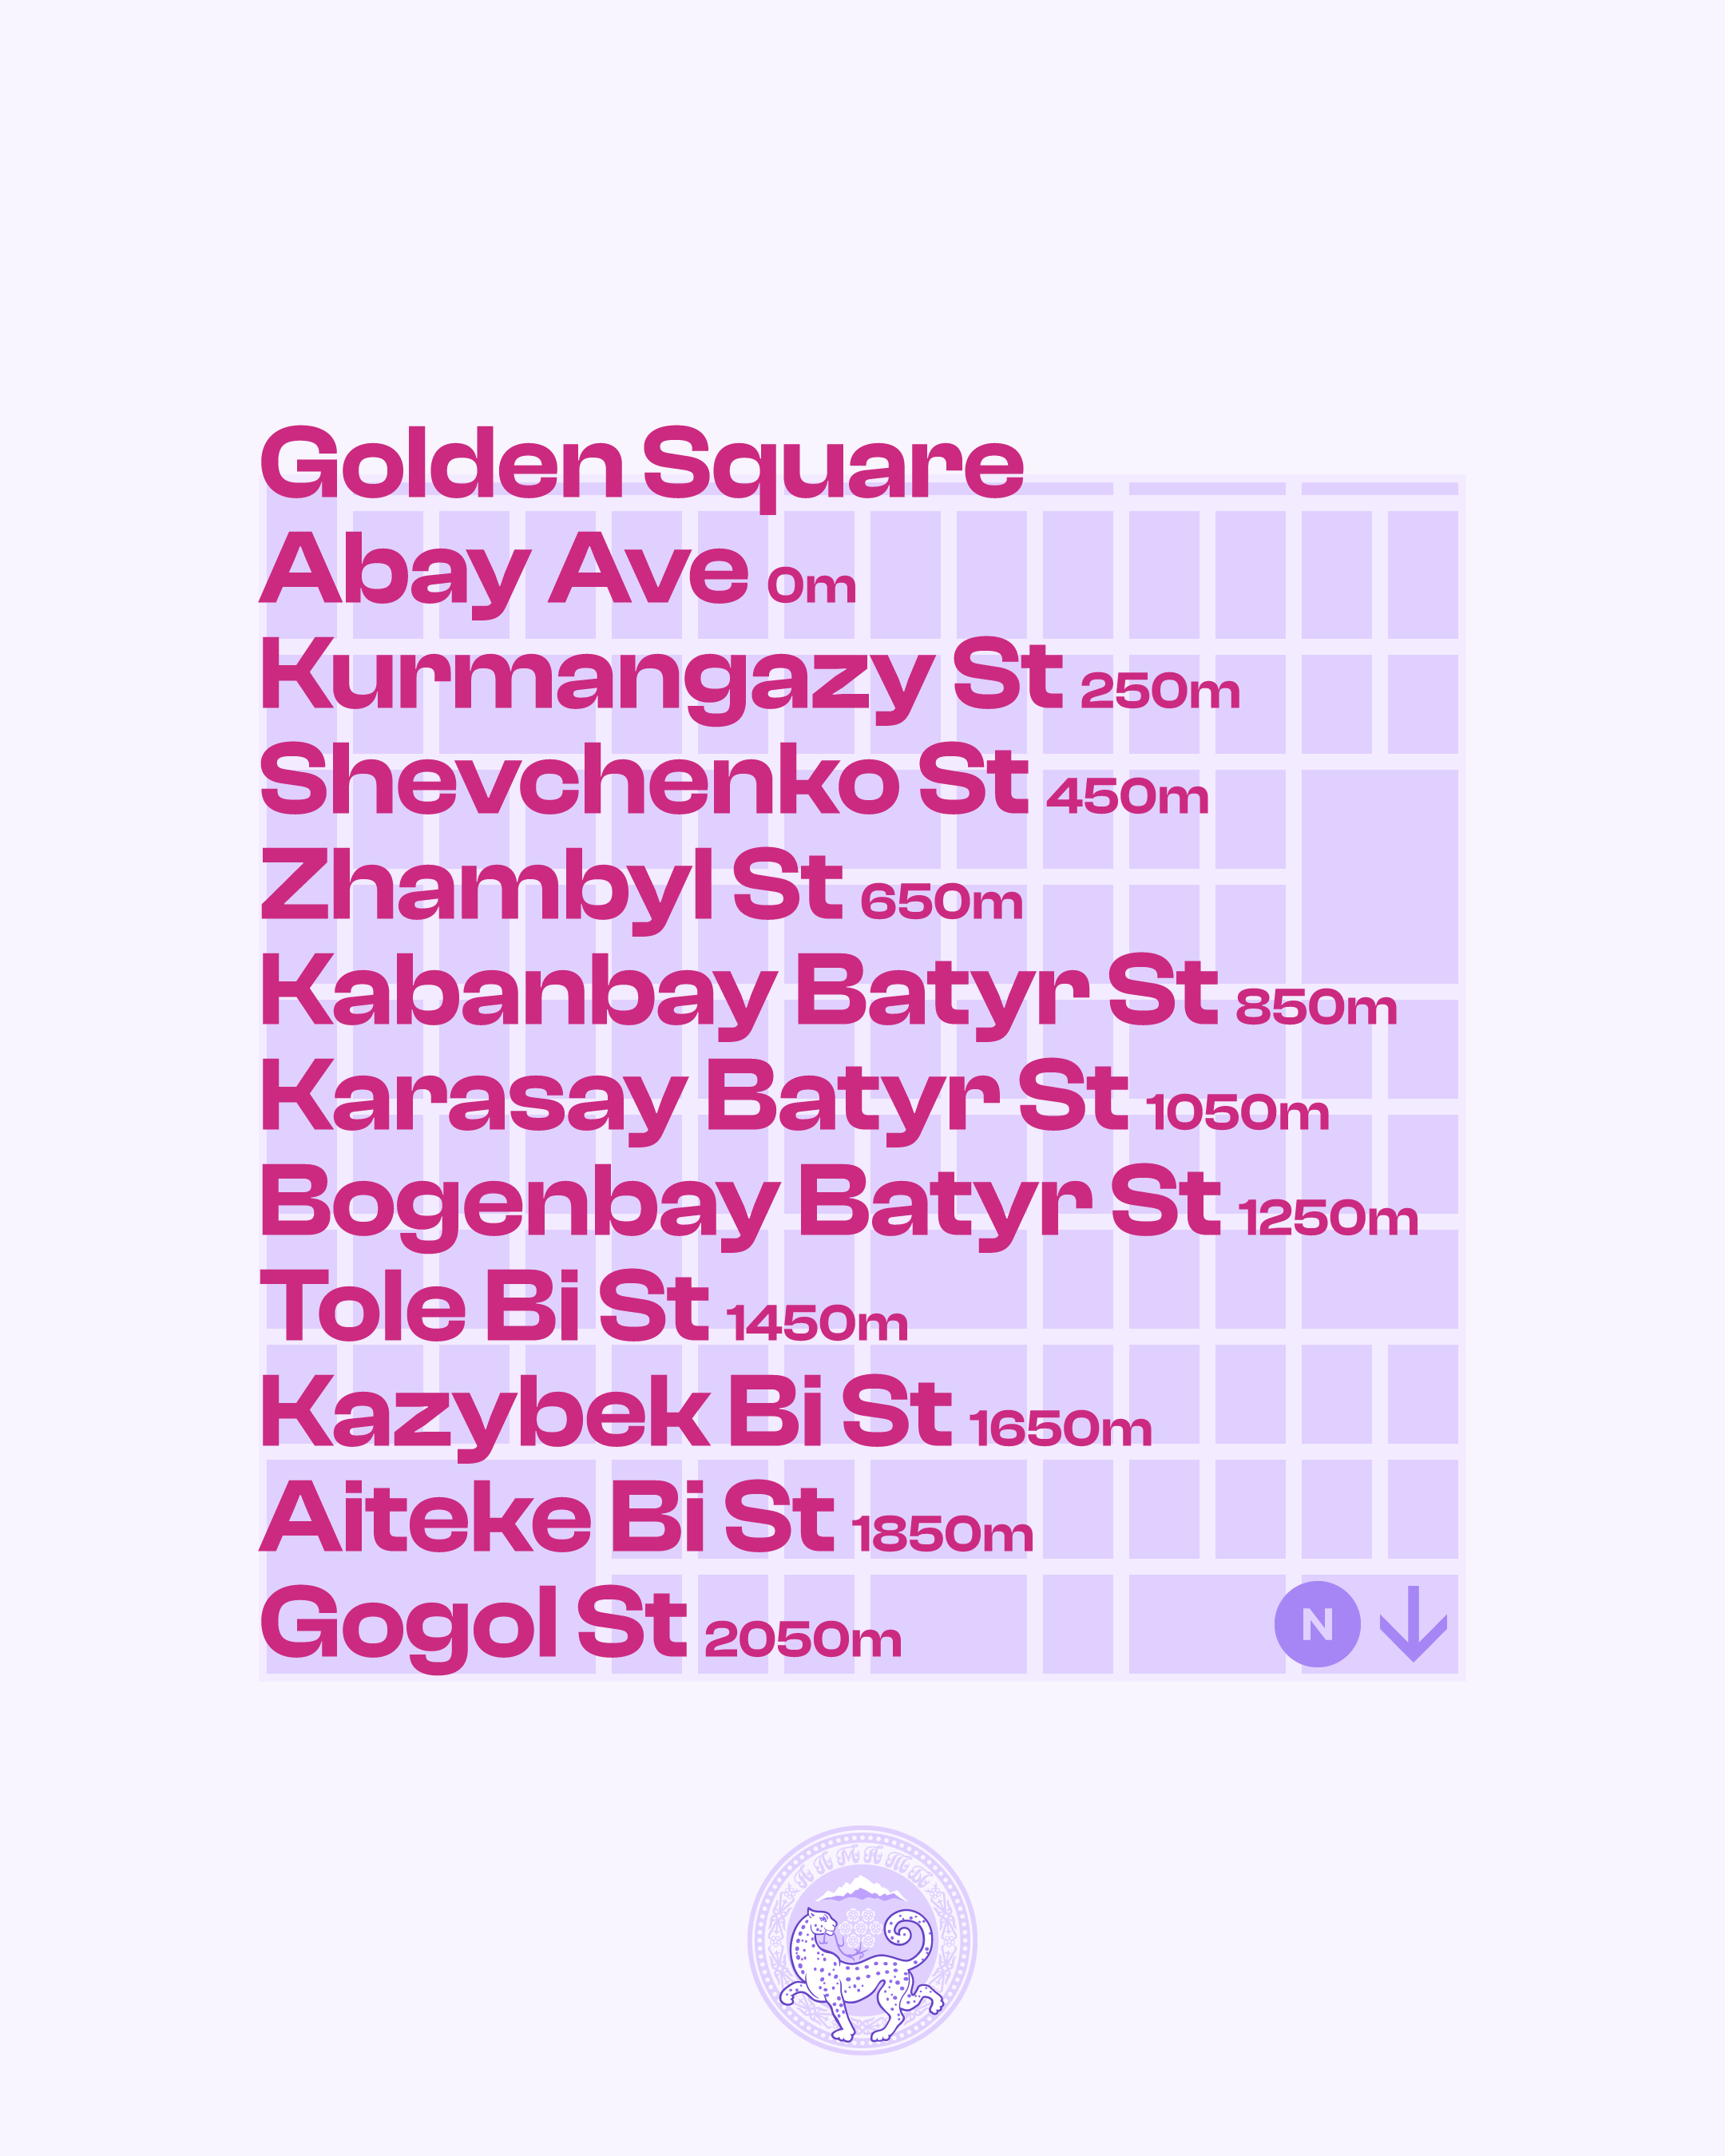 Golden Square
Abay Ave 0m
Kurmangazy St 250m
Shevchenko St 450m
Zhambyl St 650m
Kabanbay Batyr St 850m
Karasay Batyr St 1050m
Bogenbay Batyr St 1250m
Tole Bi St 1450m
Kazybek Bi St 1650m
Aiteke Bi St 1850m
Gogol St 2050m
N
АЛМАТЫ